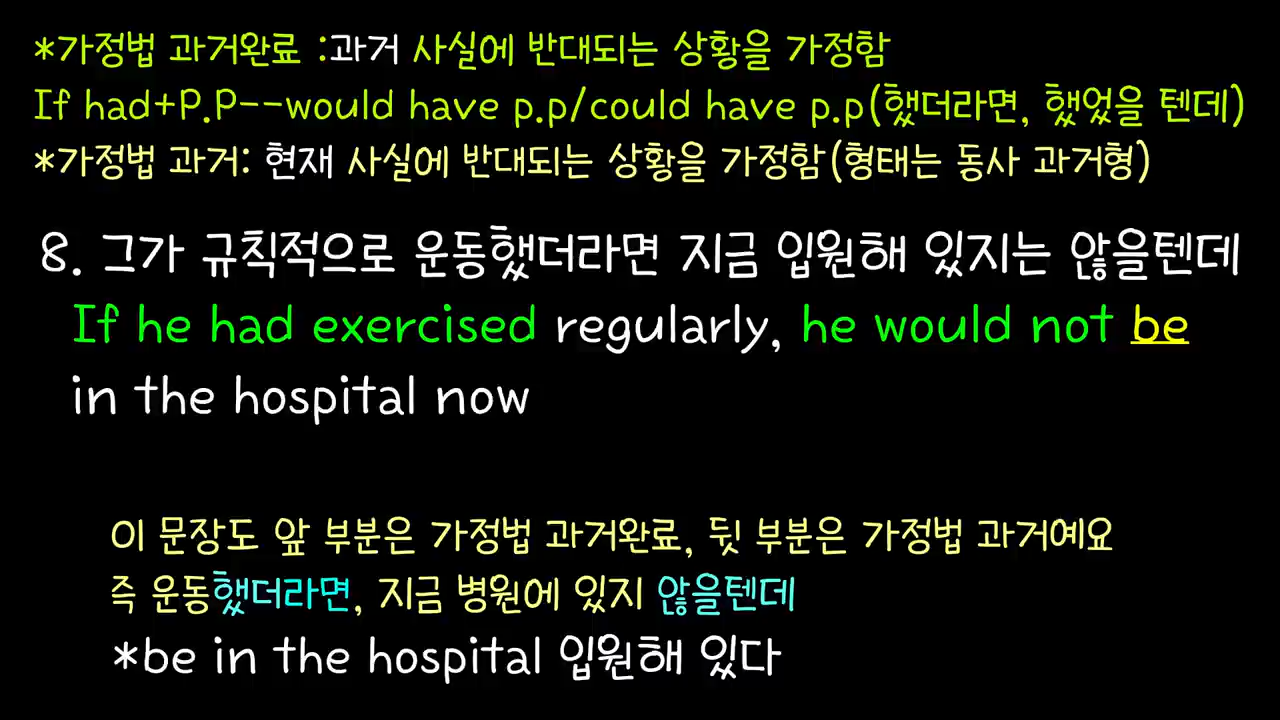 *가정법 과거완료 :과거 사실에 반대되는 상황을 가정함
If had+P.P--would have p.p/could have p.p(했더라면, 했었을 텐데)
*가정법 과거: 현재 사실에 반대되는 상황을 가정함(형태는 동사 과거형)
8. 그가 규칙적으로 운동했더라면 지금 입원해 있지는 않을텐데
If he had exercised regularly, he would not be
in the hospital now
이 문장도 앞 부분은 가정법 과거완료, 뒷 부분은 가정법 과거예요
즉 운동했더라면, 지금 병원에 있지 않을텐데
*be in the hospital 입원해 있다